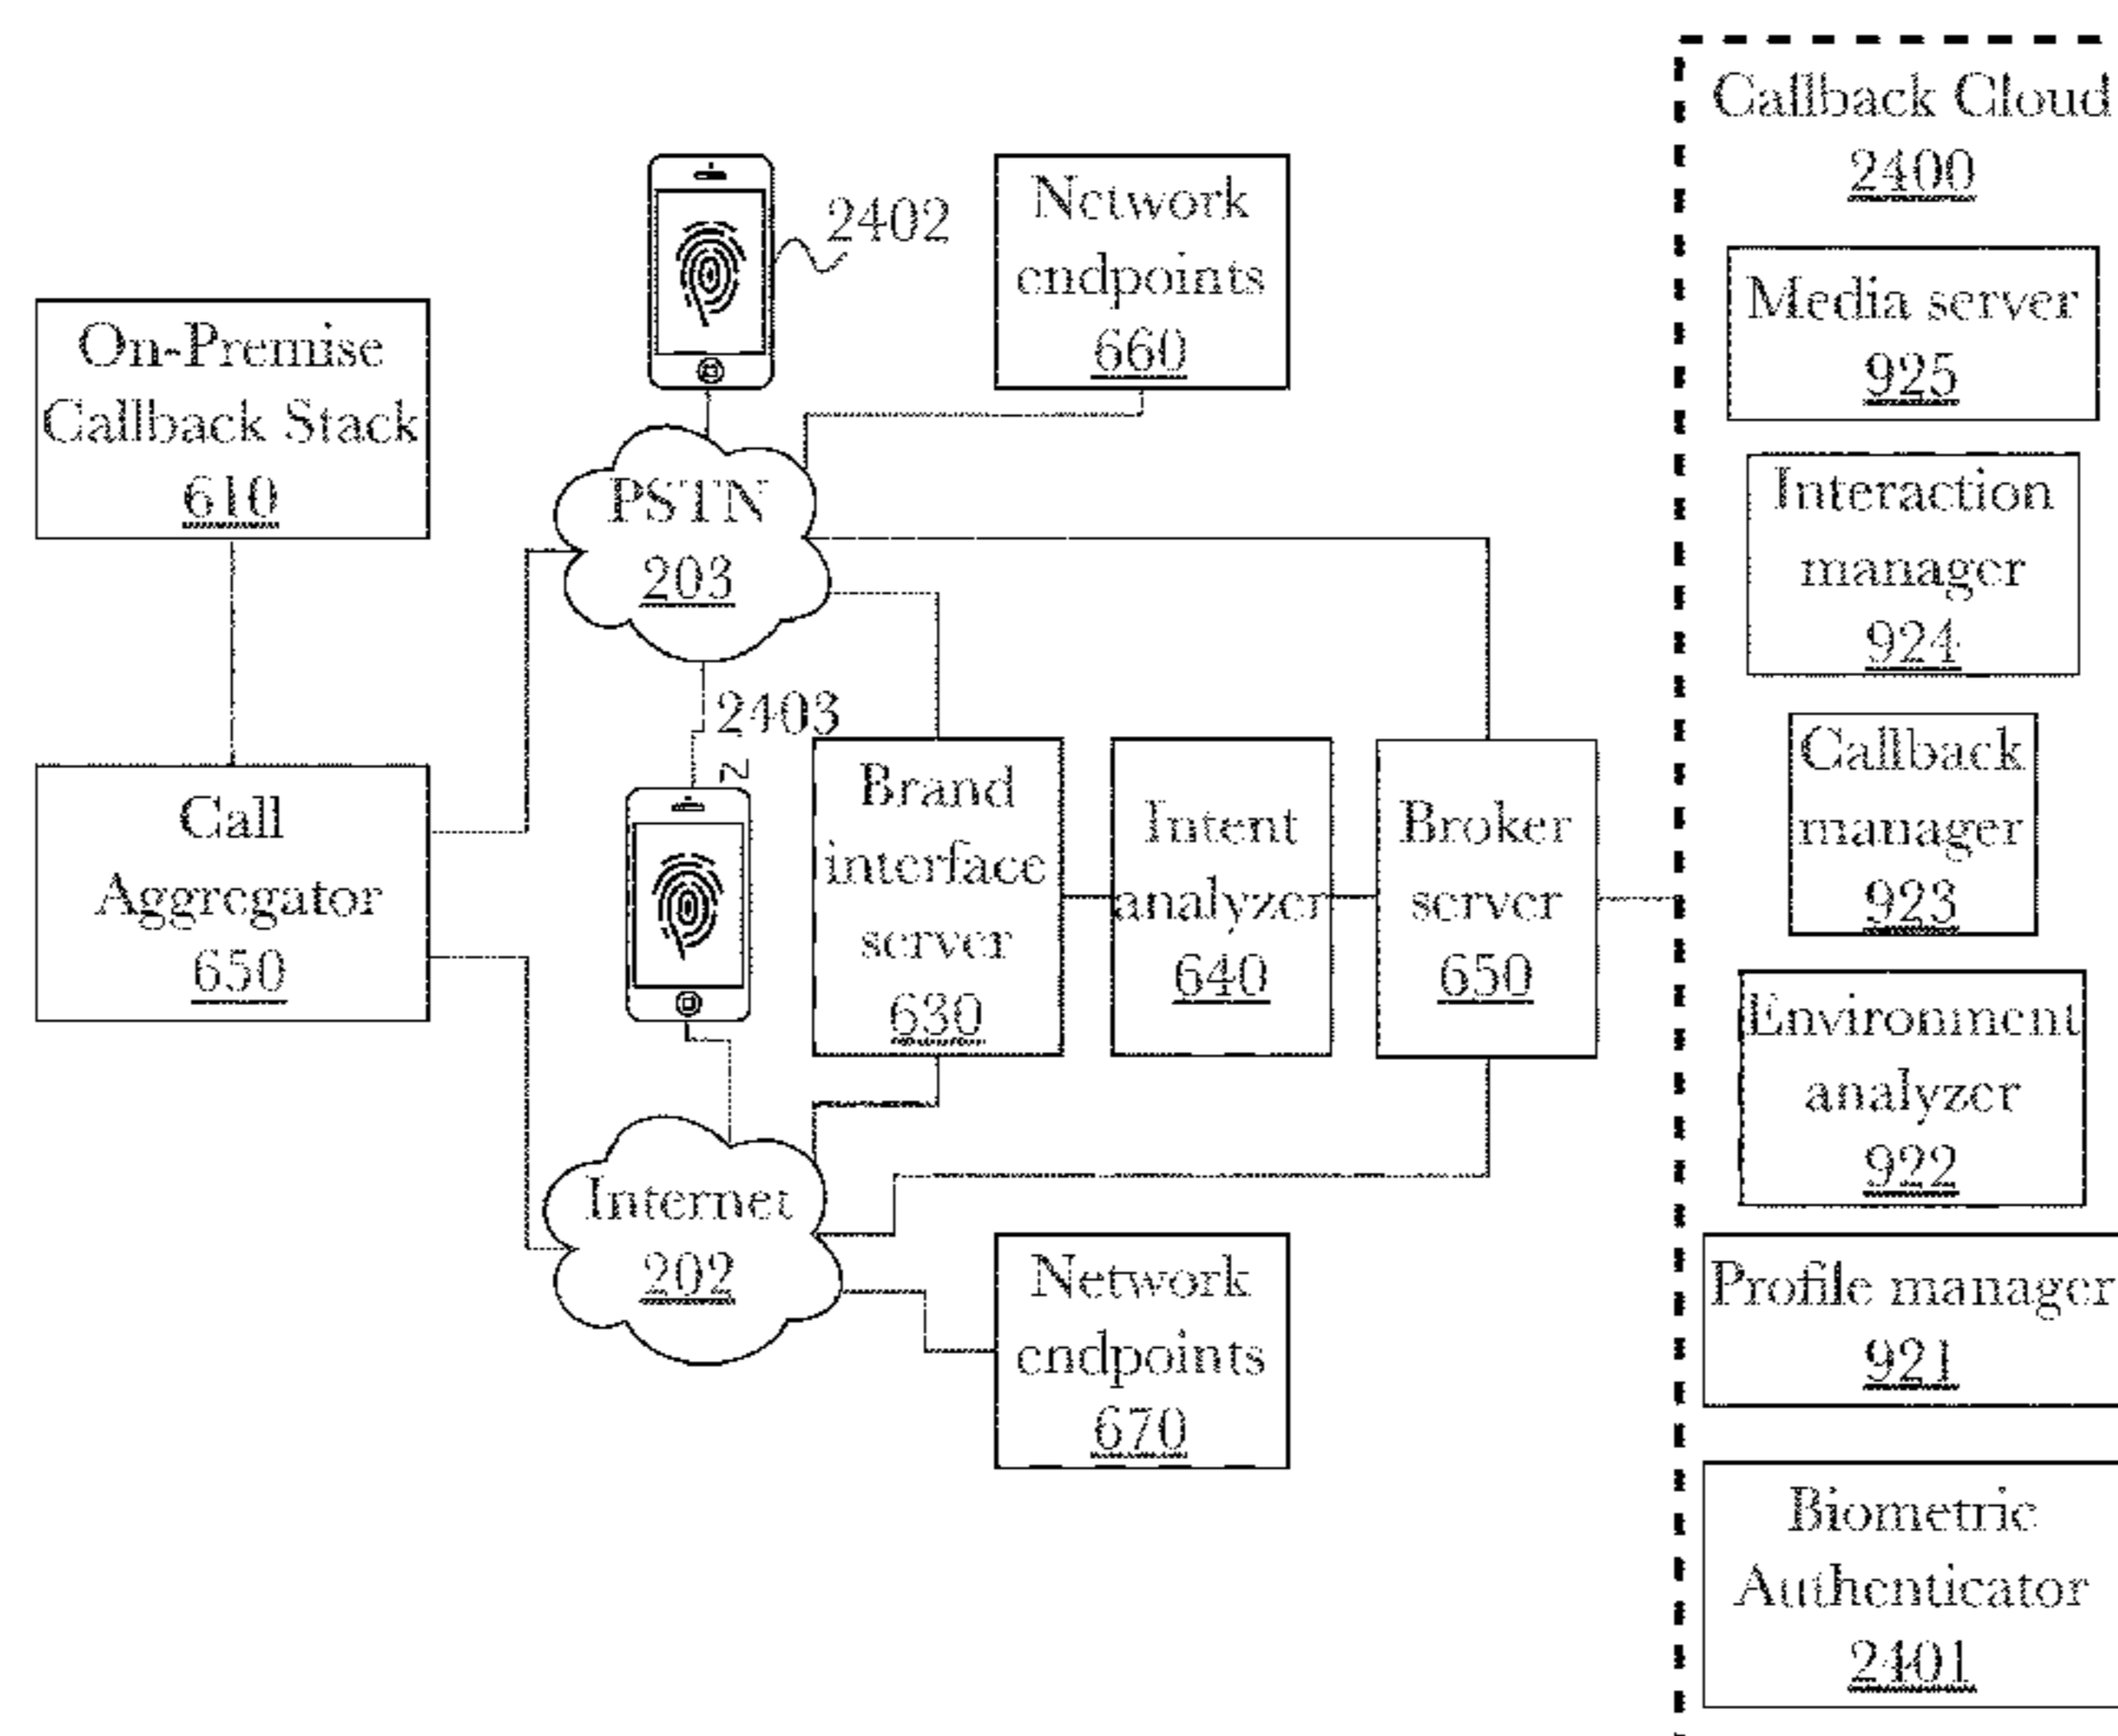 Callback Cloud
2400
2402
Network
endpoints
660
Media server
925
On-Premise
Callback Stack
610
PSTN
203
Interaction
manager
924
2403
Callback
manager
923
Call
Aggregator
650
Brand
interface
server
630
Intent
analyzer
640
Broker
server
650
Environment
analyzer
922
Internet
202
Network
endpoints
670
Profile manager
921
Biometric
Authenticator
2401